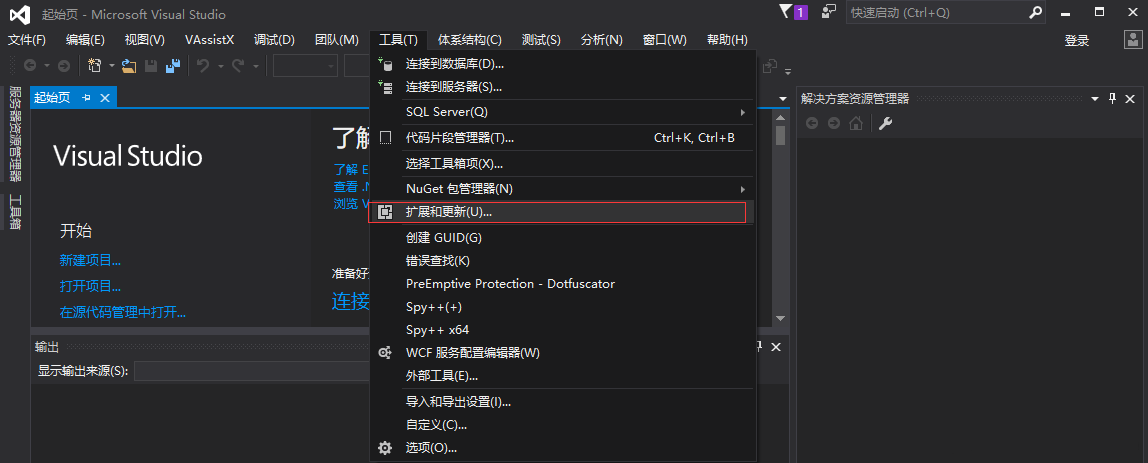 起始页 - Microsoft Visual Studio
1
快速启动 (Ctrl+Q)
文件(F) 编辑(E) 视图(V) VAssistX 调试(D) 团队(M) 工具(T) 体系结构(C) 测试(S) 分析(N) 窗口(W) 帮助(H) 登录
服务器资源管理器
工具箱
起始页
Visual Studio
开始
新建项目...
打开项目...
在源代码管理中打开...
了解
了解 E
查看 .N
浏览 V
准备好
连接
连接到数据库(D)...
连接到服务器(S)...
SQL Server(Q)
代码片段管理器(T)... Ctrl+K, Ctrl+B
选择工具箱项(X)...
NuGet 包管理器(N)
扩展和更新(U)...
创建 GUID(G)
错误查找(K)
PreEmptive Protection - Dotfuscator
Spy++(+)
Spy++ x64
WCF 服务配置编辑器(W)
外部工具(E)...
导入和导出设置(I)...
自定义(C)...
选项(O)...
解决方案资源管理器
输出
显示输出来源(S):